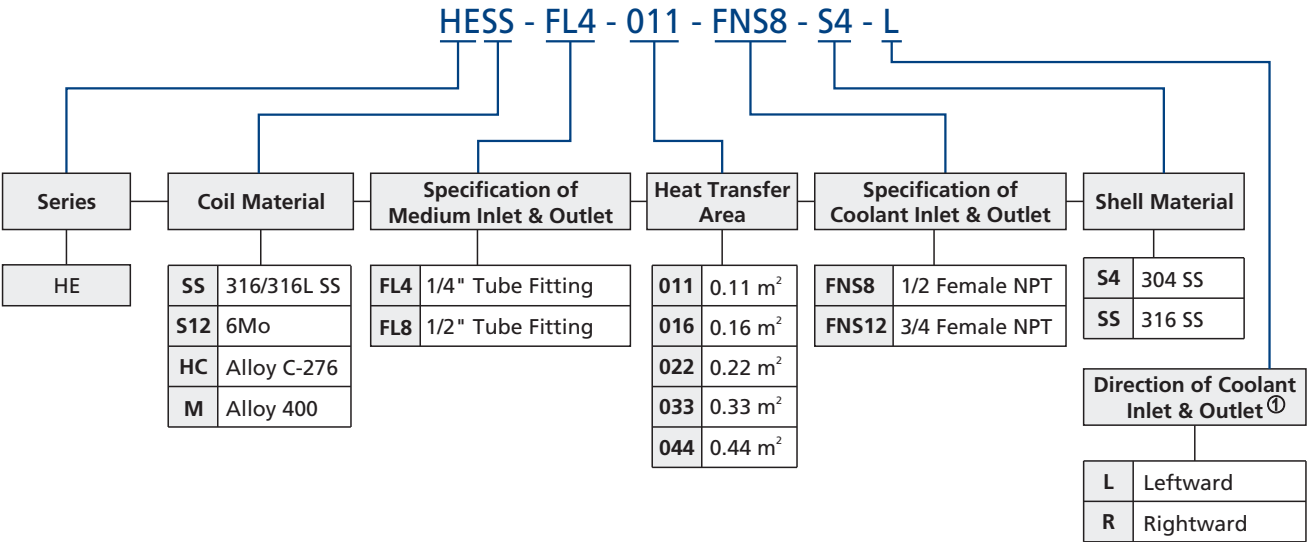 HESS - FL4 - 011 - FNS8 - S4 - L
Series
HE
Coil Material
SS 316/316L SS
S12 6Mo
HC Alloy C-276
M Alloy 400
Specification of
Medium Inlet & Outlet
FL4 1/4" Tube Fitting
FL8 1/2" Tube Fitting
Heat Transfer
Area
011 0.11 m²
016 0.16 m²
022 0.22 m²
033 0.33 m²
044 0.44 m²
Specification of
Coolant Inlet & Outlet
FNS8 1/2 Female NPT
FNS12 3/4 Female NPT
Shell Material
S4 304 SS
SS 316 SS
Direction of Coolant
Inlet & Outlet ①
L Leftward
R Rightward